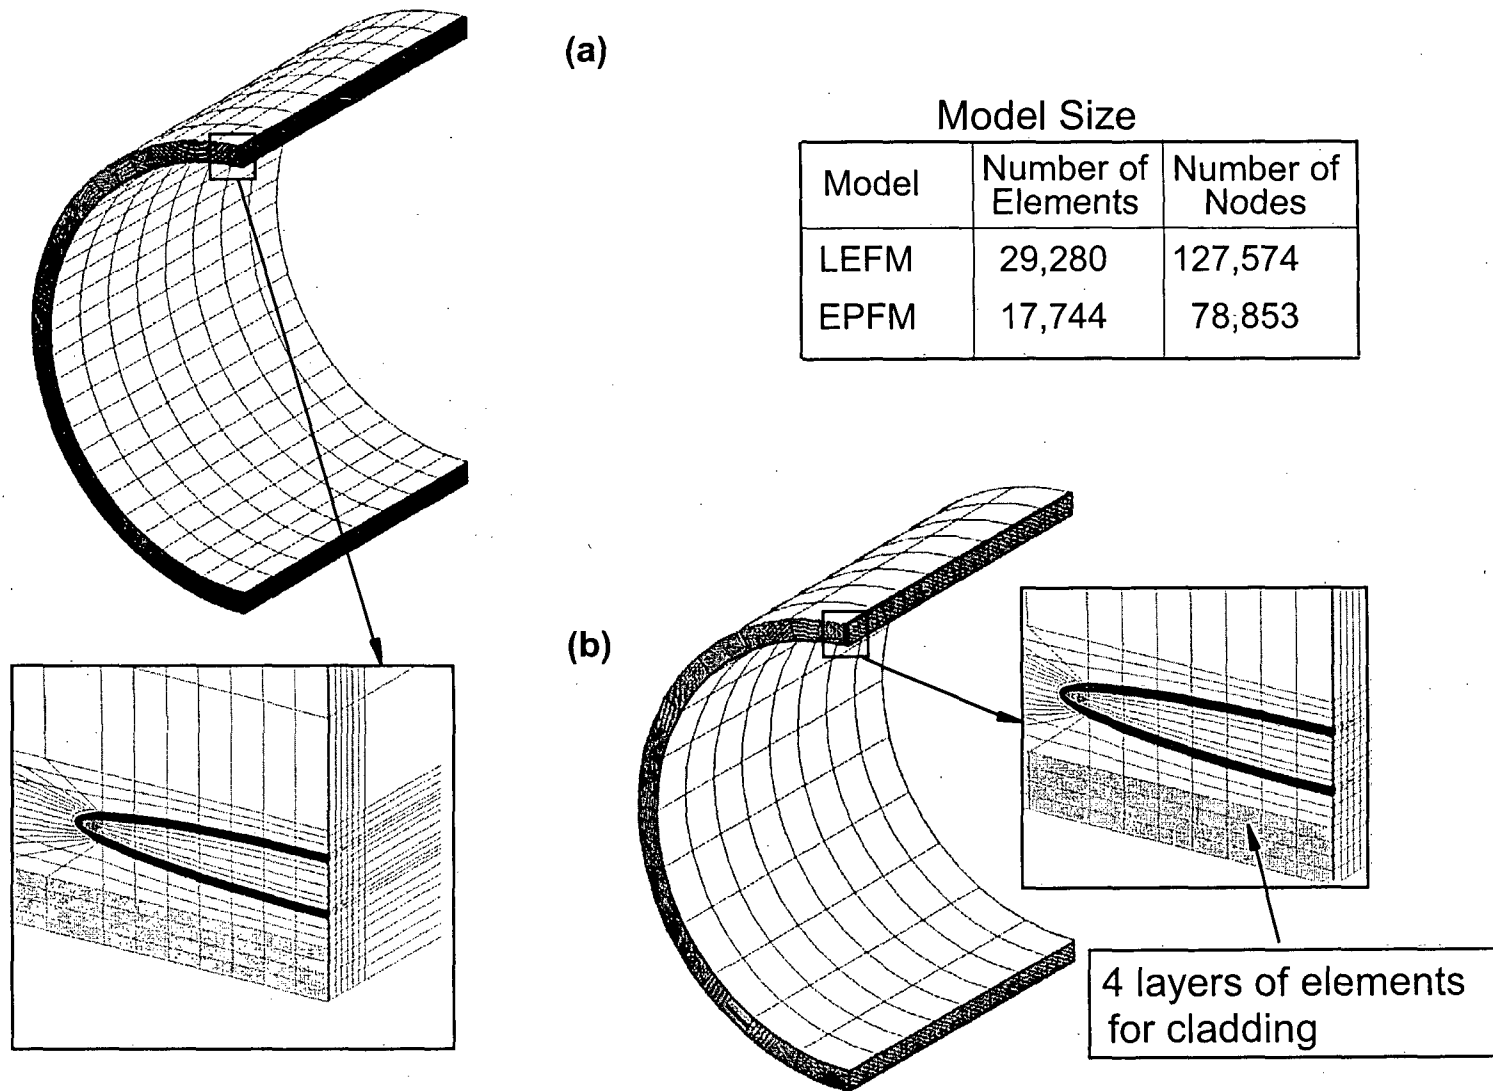 (a)
Model Size
Model
Number of Elements
Number of Nodes
LEFM 29,280 127,574
EPFM 17,744 78,853
(b)
4 layers of elements
for cladding